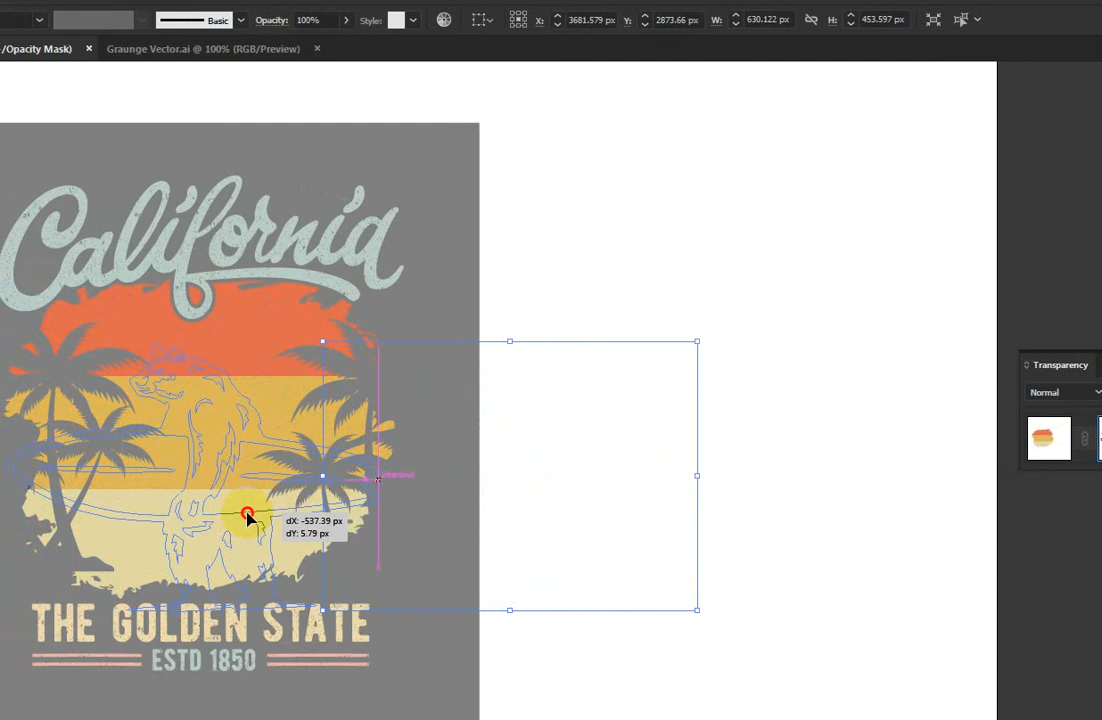 Basic Opacity: 100% Style: X: 3681.579 px Y: 2873.66 px W: 630.122 px H: 453.597 px
/Opacity Mask) × Graunge Vector.ai @ 100% (RGB/Preview) ×
California
Transparency
Normal
dX: -537.39 px
dY: 5.79 px
THE GOLDEN STATE
ESTD 1850